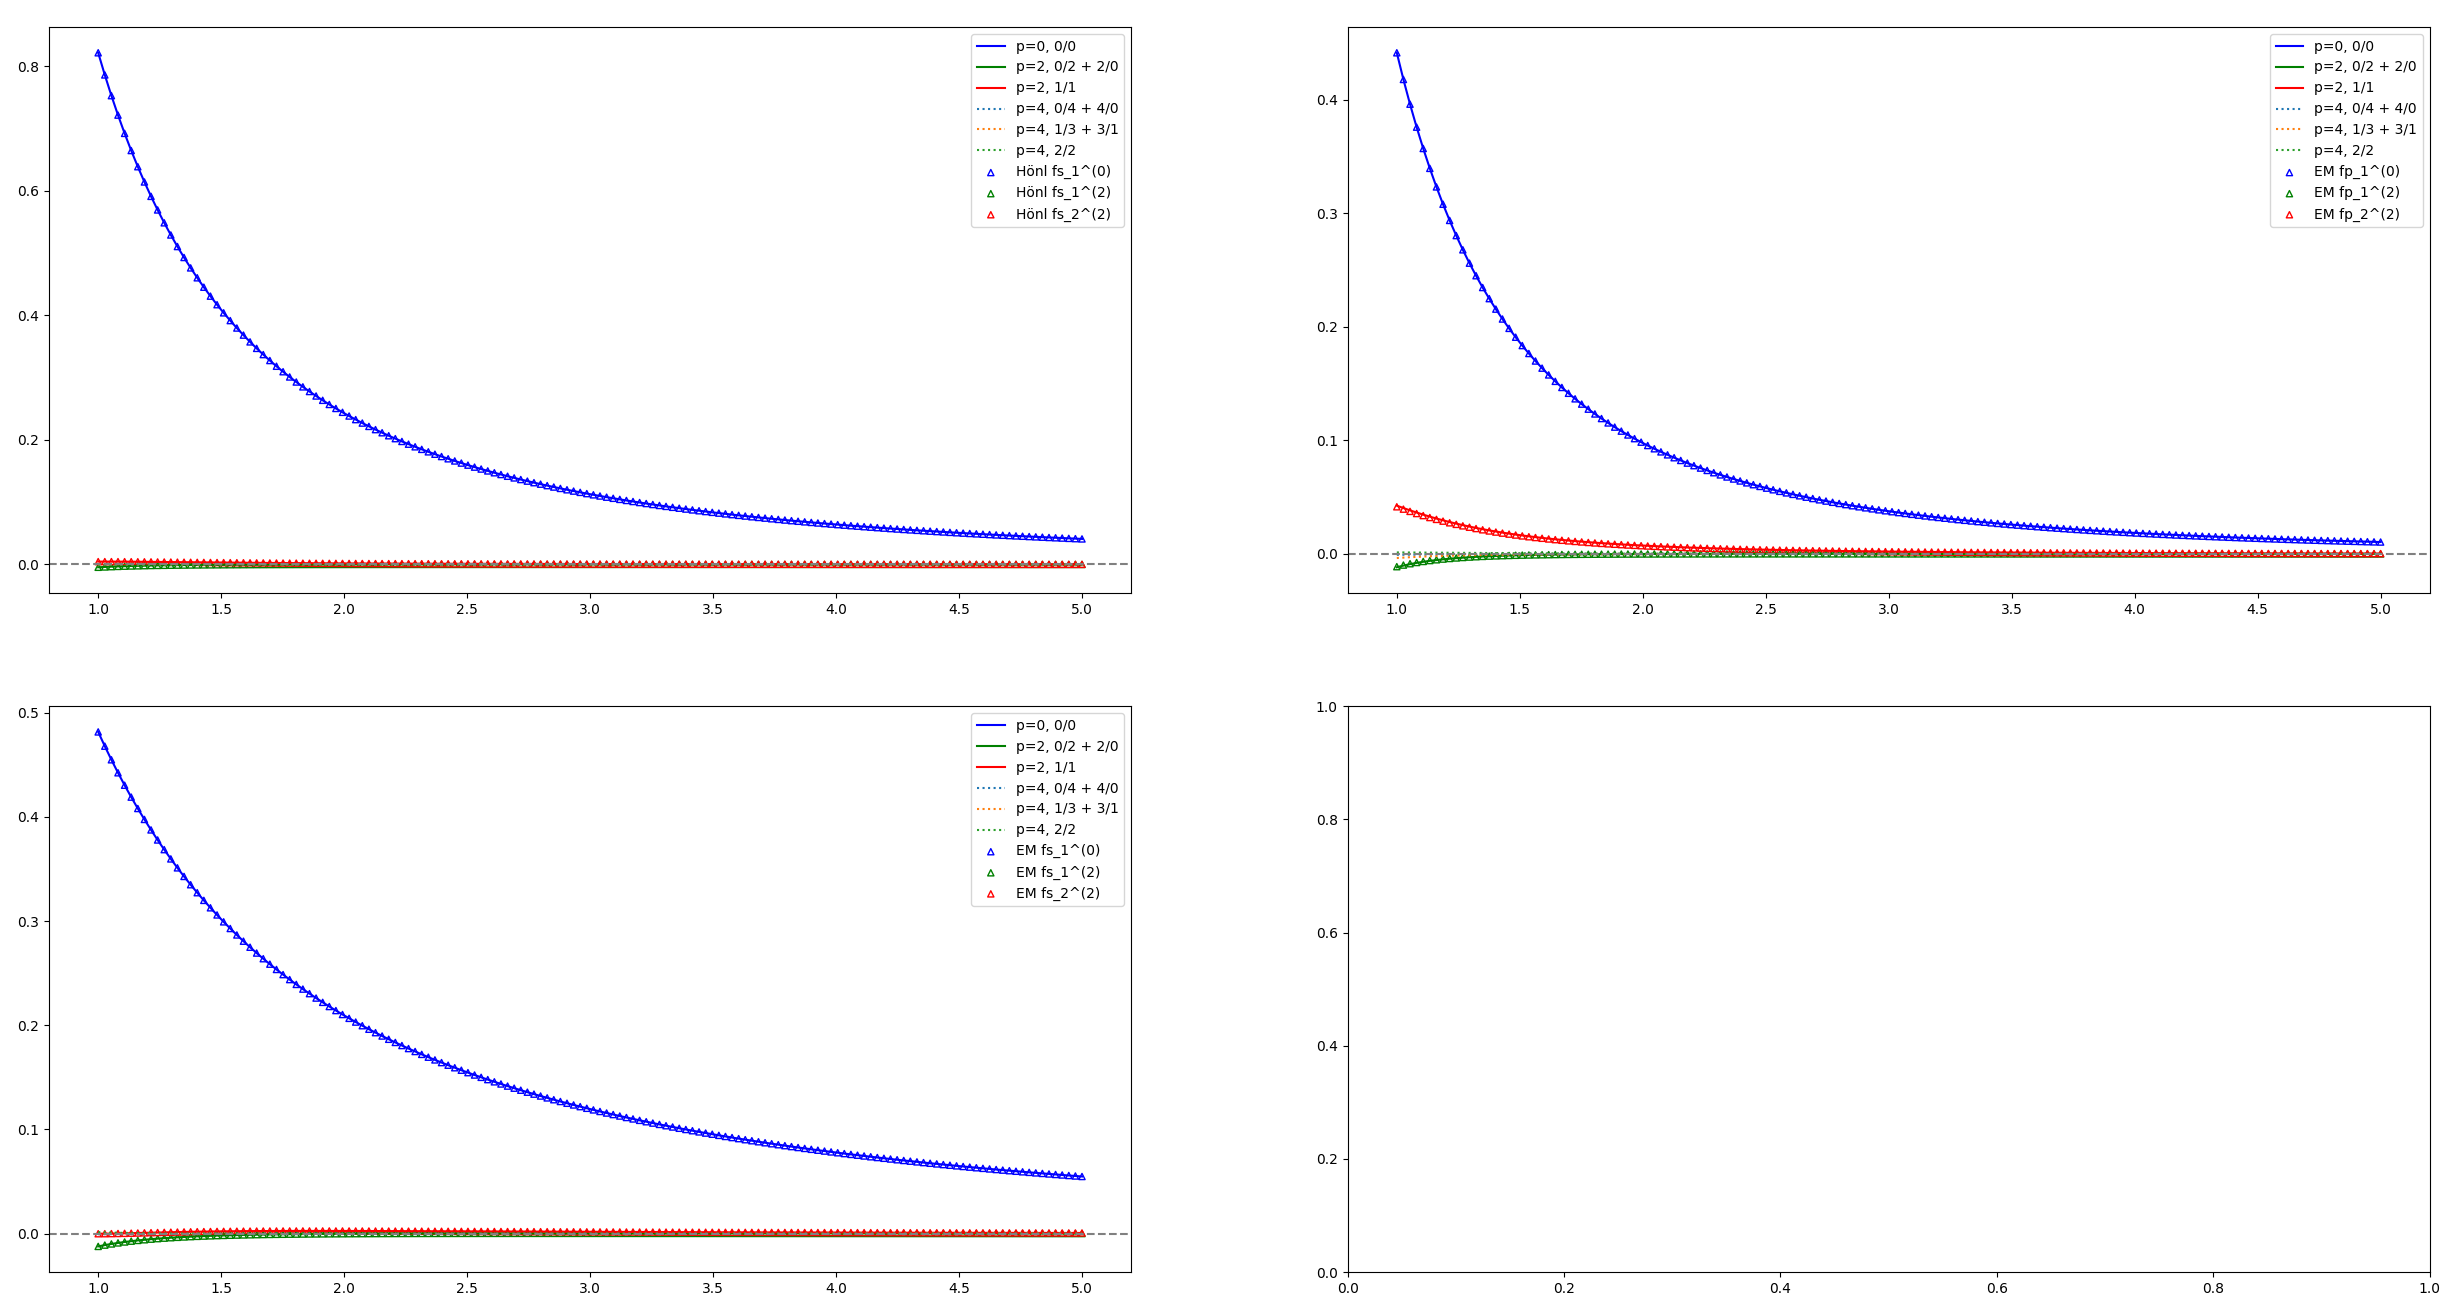 0.8
0.6
0.4
0.2
0.0
1.0 1.5 2.0 2.5 3.0 3.5 4.0 4.5 5.0
p=0, 0/0
p=2, 0/2 + 2/0
p=2, 1/1
p=4, 0/4 + 4/0
p=4, 1/3 + 3/1
p=4, 2/2
Hönl fs_1^(0)
Hönl fs_1^(2)
Hönl fs_2^(2)
0.4
0.3
0.2
0.1
0.0
1.0 1.5 2.0 2.5 3.0 3.5 4.0 4.5 5.0
p=0, 0/0
p=2, 0/2 + 2/0
p=2, 1/1
p=4, 0/4 + 4/0
p=4, 1/3 + 3/1
p=4, 2/2
EM fp_1^(0)
EM fp_1^(2)
EM fp_2^(2)
0.5
0.4
0.3
0.2
0.1
0.0
1.0 1.5 2.0 2.5 3.0 3.5 4.0 4.5 5.0
p=0, 0/0
p=2, 0/2 + 2/0
p=2, 1/1
p=4, 0/4 + 4/0
p=4, 1/3 + 3/1
p=4, 2/2
EM fs_1^(0)
EM fs_1^(2)
EM fs_2^(2)
1.0
0.8
0.6
0.4
0.2
0.0
0.0 0.2 0.4 0.6 0.8 1.0